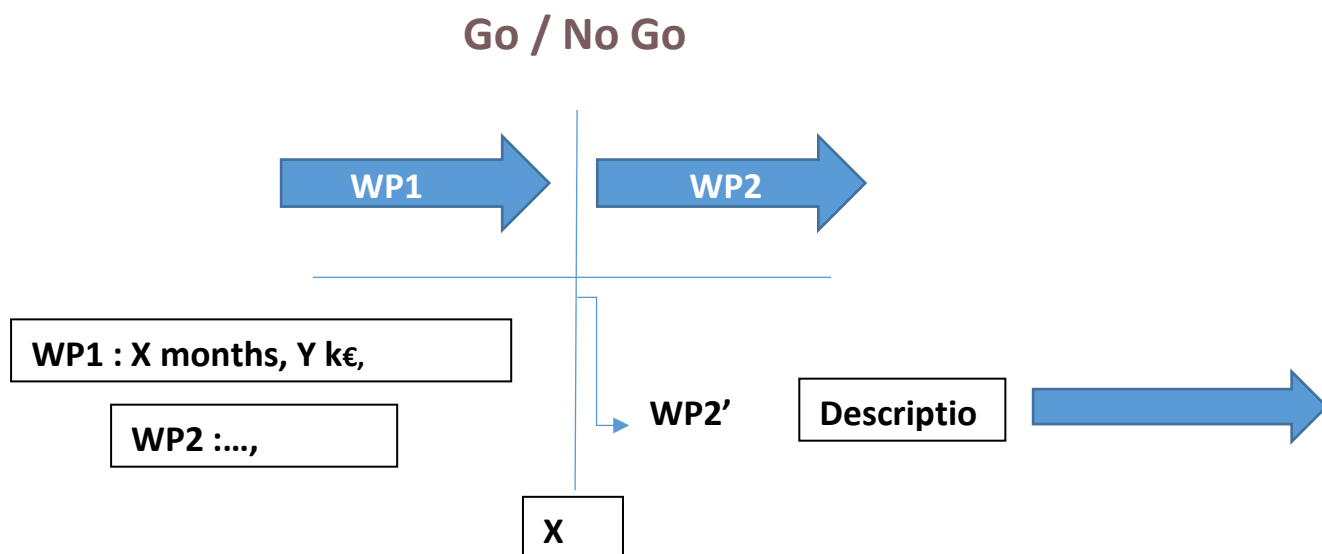 Go / No Go
WP1
WP2
WP1 : X months, Y k€,
WP2 :…,
WP2’
Descriptio
X